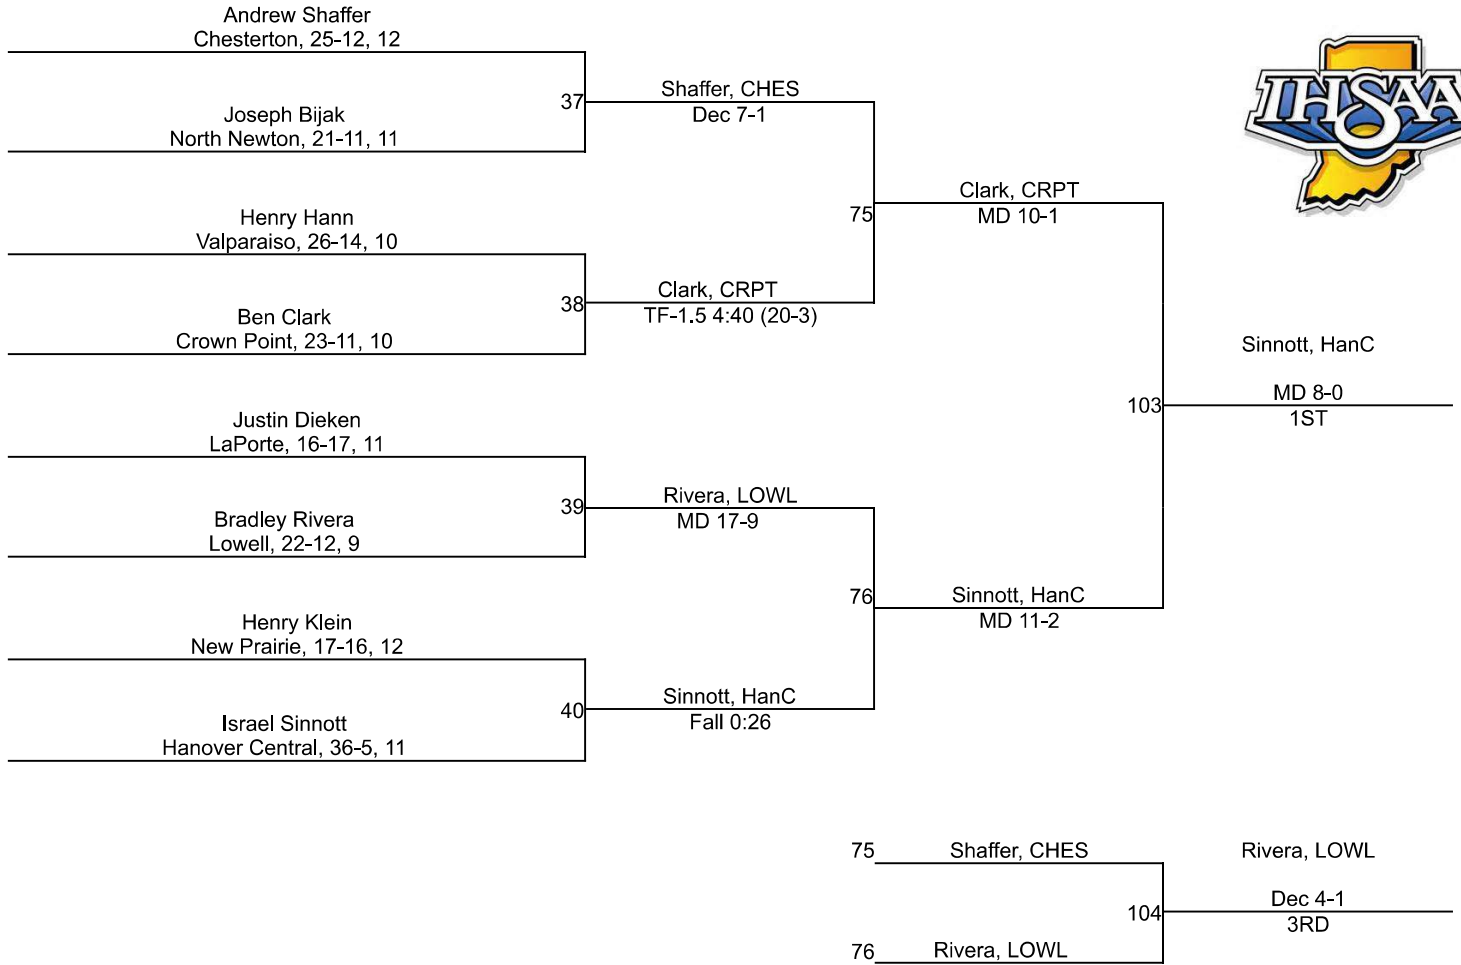 Andrew Shaffer
Chesterton, 25-12, 12
37
Shaffer, CHES
Dec 7-1
Joseph Bijak
North Newton, 21-11, 11
IHSAA
75
Clark, CRPT
MD 10-1
Henry Hann
Valparaiso, 26-14, 10
38
Clark, CRPT
TF-1.5 4:40 (20-3)
Ben Clark
Crown Point, 23-11, 10
103
Sinnott, HanC
MD 8-0
1ST
Justin Dieken
LaPorte, 16-17, 11
39
Rivera, LOWL
MD 17-9
Bradley Rivera
Lowell, 22-12, 9
76
Sinnott, HanC
MD 11-2
Henry Klein
New Prairie, 17-16, 12
40
Sinnott, HanC
Fall 0:26
Israel Sinnott
Hanover Central, 36-5, 11
75
Shaffer, CHES
104
Rivera, LOWL
Dec 4-1
3RD
76
Rivera, LOWL